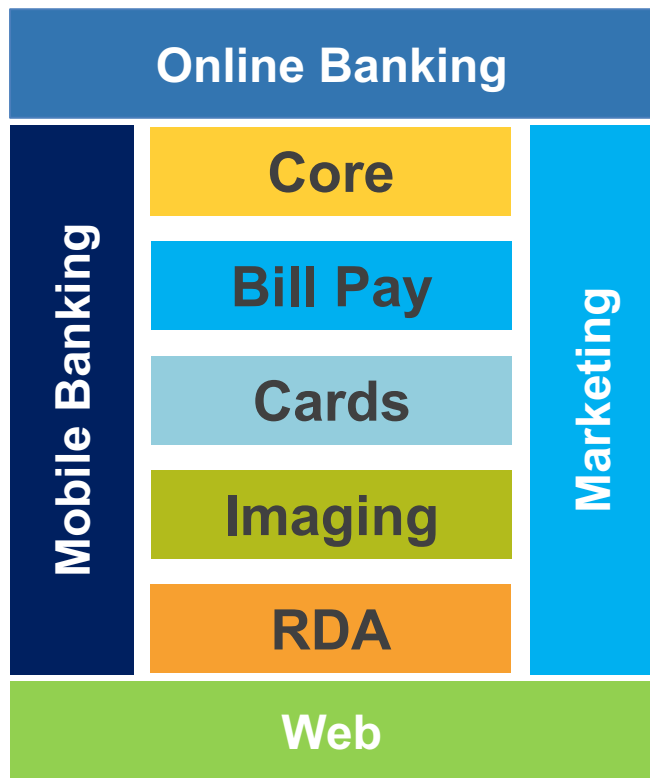 Online Banking
Mobile Banking
Core
Bill Pay
Cards
Imaging
RDA
Marketing
Web